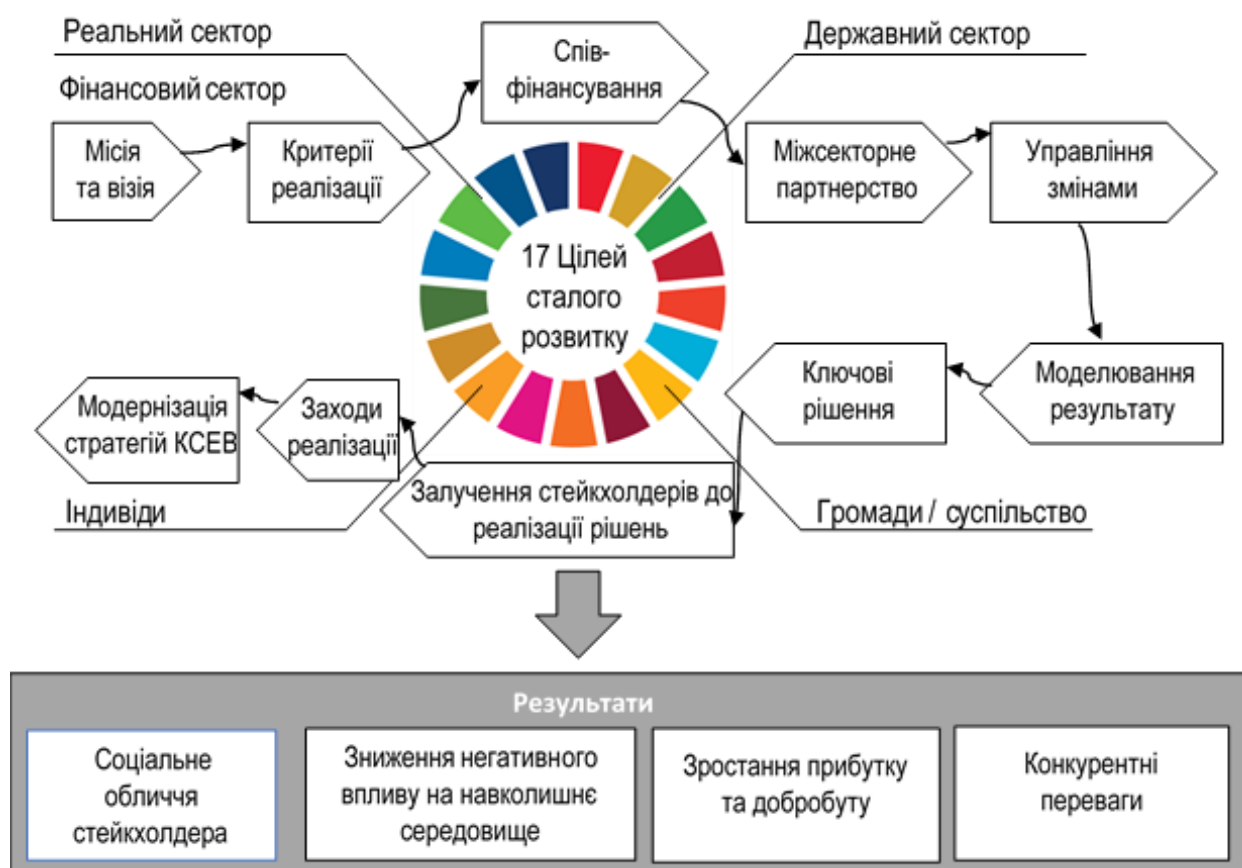 Реальний сектор
Фінансовий сектор
Державний сектор
Місія
та візія
Критерії
реалізації
Спів-
фінансування
Міжсекторне
партнерство
Управління
змінами
17 Цілей
сталого
розвитку
Моделювання
результату
Ключові
рішення
Залучення стейкхолдерів до
реалізації рішень
Заходи
реалізації
Модернізація
стратегій КСЕВ
Індивіди
Громади / суспільство
Результати
Соціальне
обличчя
стейкхолдера
Зниження негативного
впливу на навколишнє
середовище
Зростання прибутку
та добробуту
Конкурентні
переваги